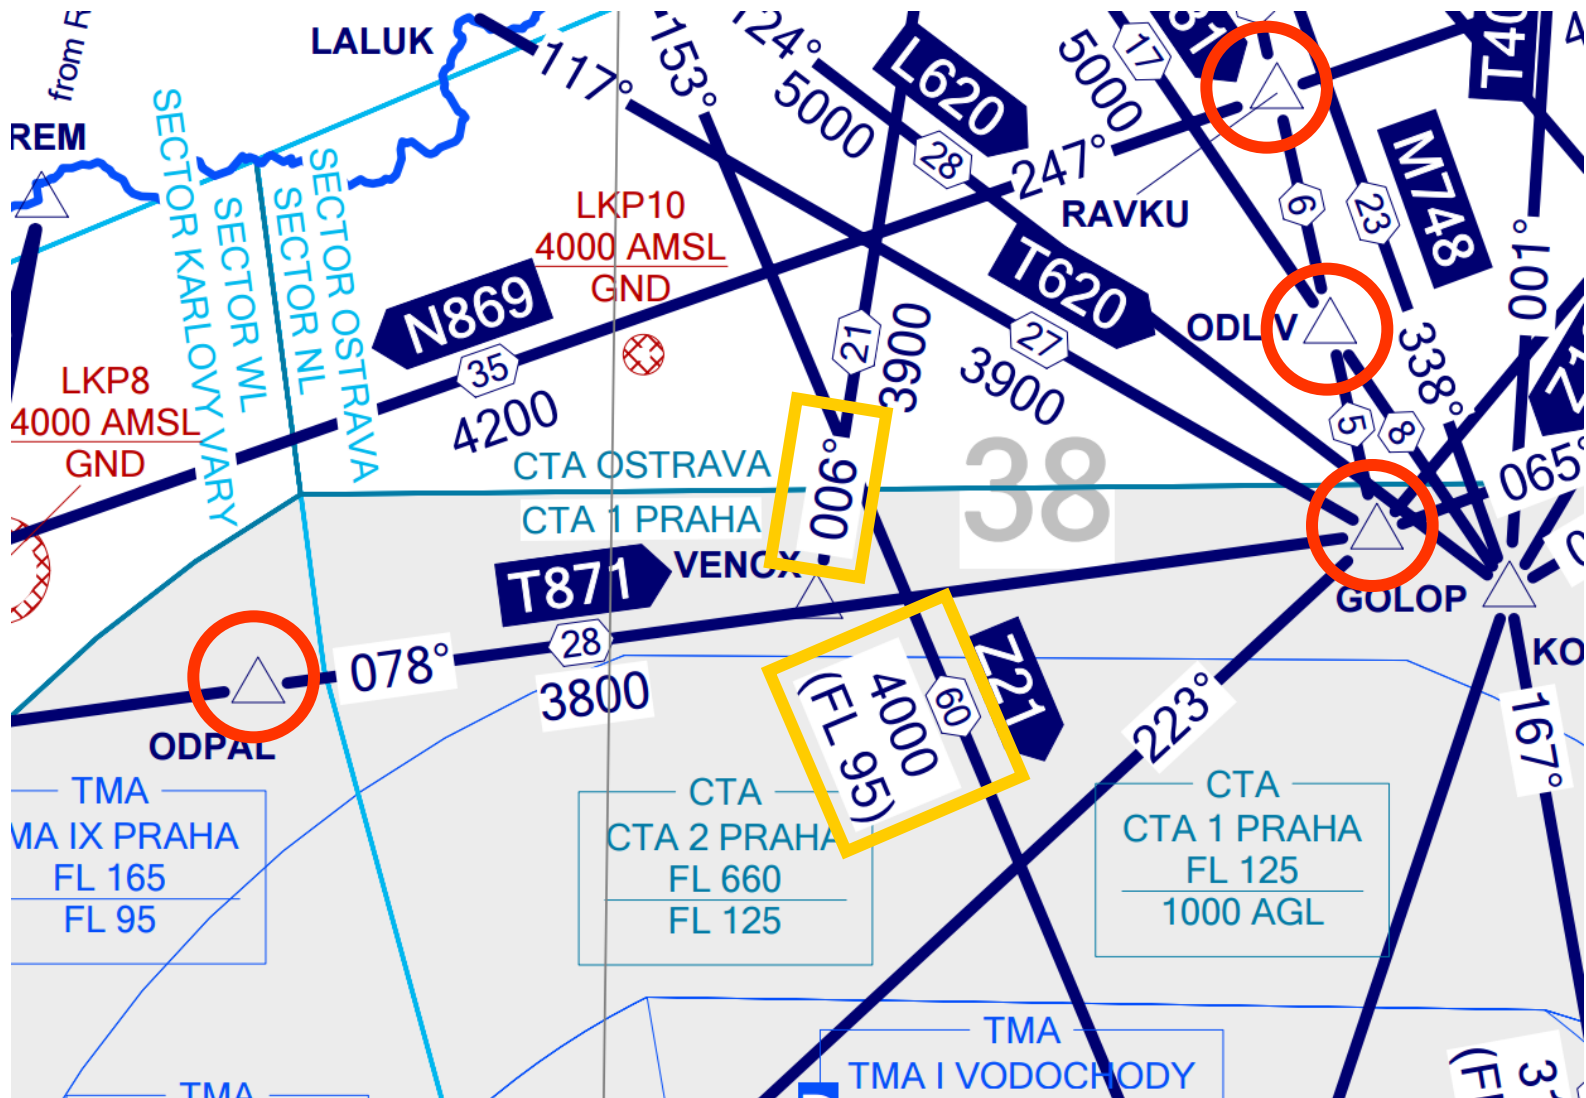 from R
LALUK
117°
153°
124°
5000
28
L620
5000
17
T40
REM
SECTOR KARLOVY VARY
SECTOR WL
SECTOR NL
SECTOR OSTRAVA
LKP10
4000 AMSL
GND
247°
RAVKU
6
23
M748
001°
N869
35
4200
T620
27
3900
21
3900
ODLIV
338°
5
8
LKP8
4000 AMSL
GND
CTA OSTRAVA
CTA 1 PRAHA
006°
38
065°
T871
VENOX
28
3800
078°
ODPAL
GOLOP
KO
Z21
60
4000
(FL 95)
223°
167°
TMA
MA IX PRAHA
FL 165
FL 95
CTA
CTA 2 PRAHA
FL 660
FL 125
CTA
CTA 1 PRAHA
FL 125
1000 AGL
TMA
TMA I VODOCHODY
TMA